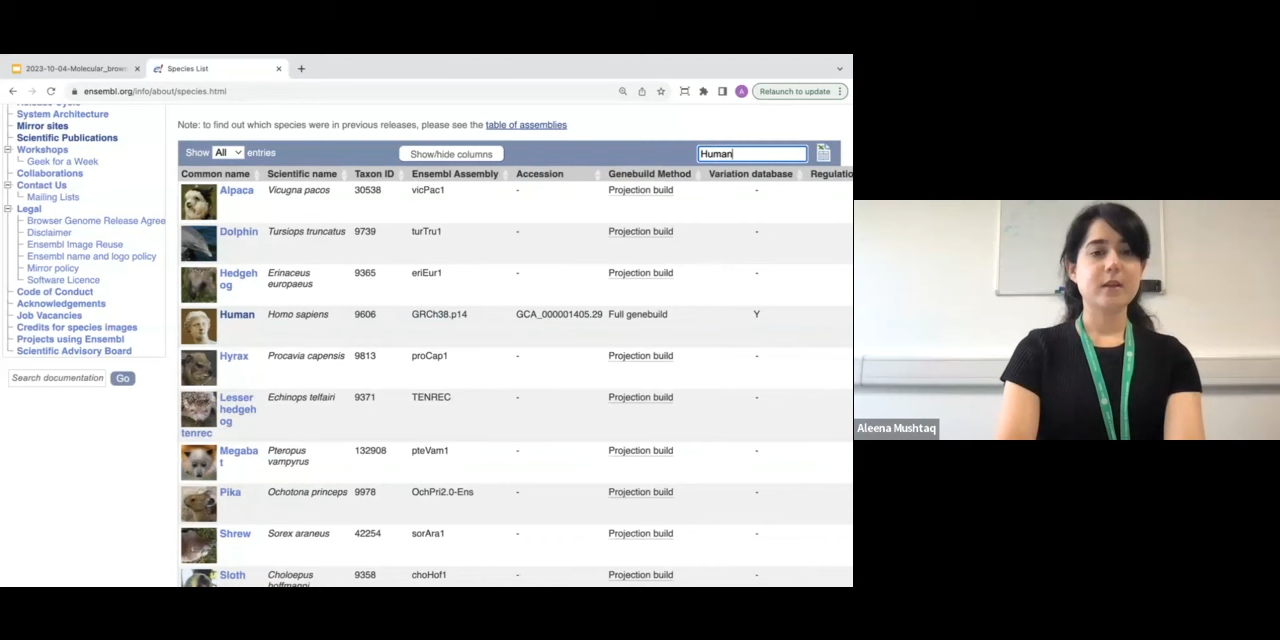 2023-10-04-Molecular_brows
Species List
ensembl.org/info/about/species.html
A
Relaunch to update
Release Cycle
System Architecture
Mirror sites
Scientific Publications
Workshops
Geek for a Week
Collaborations
Contact Us
Mailing Lists
Legal
Browser Genome Release Agree
Disclaimer
Ensembl Image Reuse
Ensembl name and logo policy
Mirror policy
Software Licence
Code of Conduct
Acknowledgements
Job Vacancies
Credits for species images
Projects using Ensembl
Scientific Advisory Board
Search documentation Go
Note: to find out which species were in previous releases, please see the table of assemblies
Show All entries Show/hide columns Human
Common name Scientific name Taxon ID Ensembl Assembly Accession Genebuild Method Variation database Regulatio
Alpaca Vicugna pacos 30538 vicPac1 - Projection build -
Dolphin Tursiops truncatus 9739 turTru1 - Projection build -
Hedgeh Erinaceus 9365 eriEur1 - Projection build -
og europaeus
Human Homo sapiens 9606 GRCh38.p14 GCA_000001405.29 Full genebuild Y
Hyrax Procavia capensis 9813 proCap1 - Projection build -
Lesser Echinops telfairi 9371 TENREC - Projection build -
hedgeh
og
tenrec
Megaba Pteropus 132908 pteVam1 - Projection build -
t vampyrus
Pika Ochotona princeps 9978 OchPri2.0-Ens - Projection build -
Shrew Sorex araneus 42254 sorAra1 - Projection build -
Sloth Choloepus 9358 choHof1 - Projection build -
hoffmanni
Aleena Mushtaq